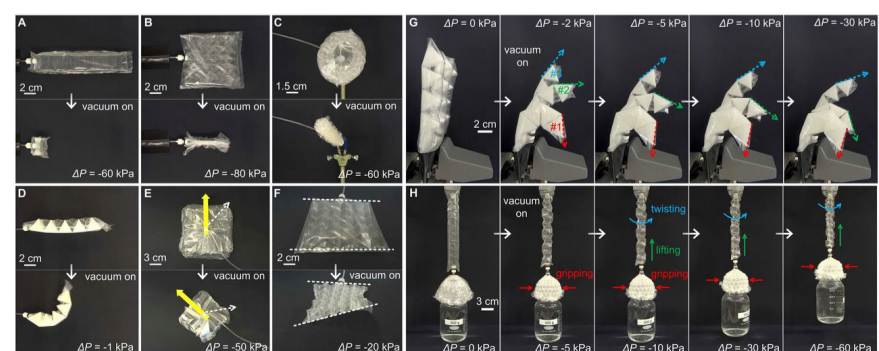 A
2 cm
vacuum on
ΔP = -60 kPa
B
2 cm
vacuum on
ΔP = -80 kPa
C
1.5 cm
vacuum on
ΔP = -60 kPa
D
2 cm
vacuum on
ΔP = -1 kPa
E
3 cm
vacuum on
ΔP = -50 kPa
F
2 cm
vacuum on
ΔP = -20 kPa
G
ΔP = 0 kPa
ΔP = -2 kPa
ΔP = -5 kPa
ΔP = -10 kPa
ΔP = -30 kPa
vacuum
on
#3
#2
#1
2 cm
H
vacuum
on
twisting
lifting
gripping
gripping
3 cm
ΔP = 0 kPa
ΔP = -5 kPa
ΔP = -10 kPa
ΔP = -30 kPa
ΔP = -60 kPa